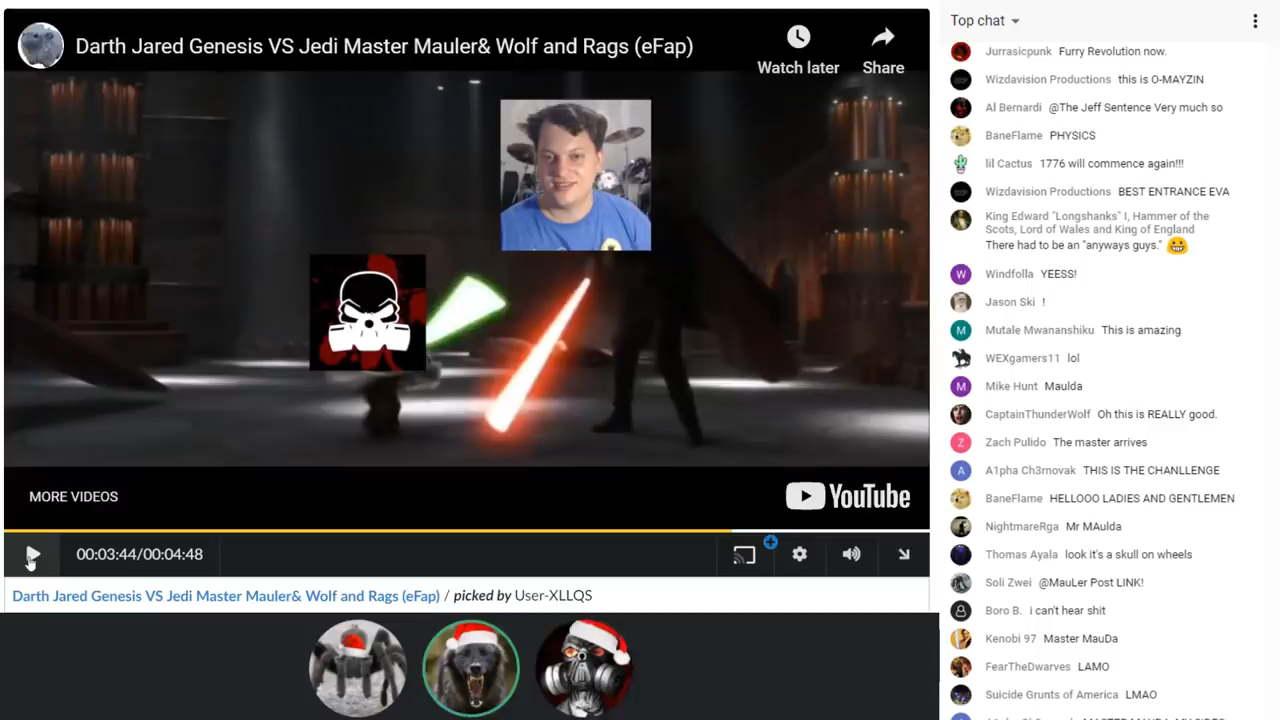 Darth Jared Genesis VS Jedi Master Mauler& Wolf and Rags (eFap)
Watch later
Share
MORE VIDEOS
YouTube
00:03:44/00:04:48
Darth Jared Genesis VS Jedi Master Mauler& Wolf and Rags (eFap) / picked by User-XLLQS
Top chat
Jurrasicpunk Furry Revolution now.
Wizdavision Productions this is O-MAYZIN
Al Bernardi @The Jeff Sentence Very much so
BaneFlame PHYSICS
lil Cactus 1776 will commence again!!!
Wizdavision Productions BEST ENTRANCE EVA
King Edward "Longshanks" I, Hammer of the
Scots, Lord of Wales and King of England
There had to be an "anyways guys."
W Windfolla YEESS!
Jason Ski !
M Mutale Mwananshiku This is amazing
WEXgamers11 lol
M Mike Hunt Maulda
CaptainThunderWolf Oh this is REALLY good.
Z Zach Pulido The master arrives
A A1pha Ch3rnovak THIS IS THE CHANLLENGE
BaneFlame HELLOOO LADIES AND GENTLEMEN
NightmareRga Mr MAulda
Thomas Ayala look it's a skull on wheels
Soli Zwei @MauLer Post LINK!
Boro B. i can't hear shit
Kenobi 97 Master MauDa
FearTheDwarves LAMO
Suicide Grunts of America LMAO